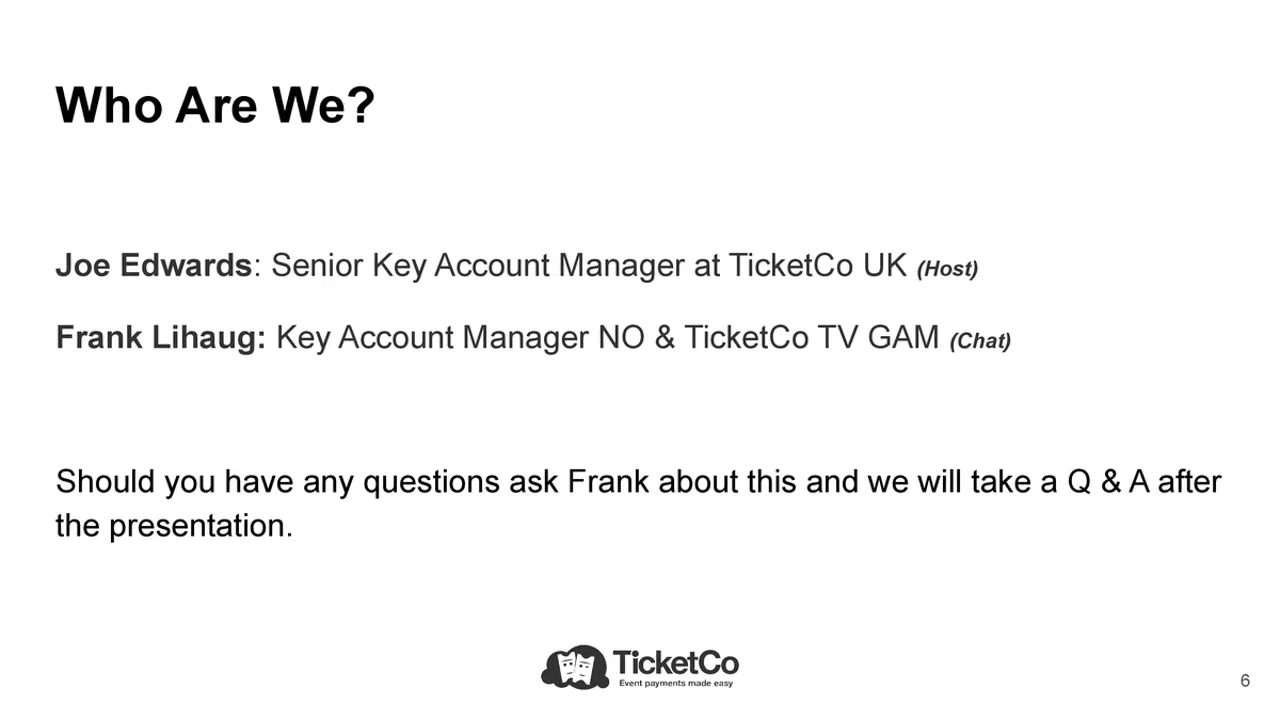 Who Are We?
Joe Edwards: Senior Key Account Manager at TicketCo UK (Host)
Frank Lihaug: Key Account Manager NO & TicketCo TV GAM (Chat)
Should you have any questions ask Frank about this and we will take a Q & A after
the presentation.
TicketCo
Event payments made easy
6